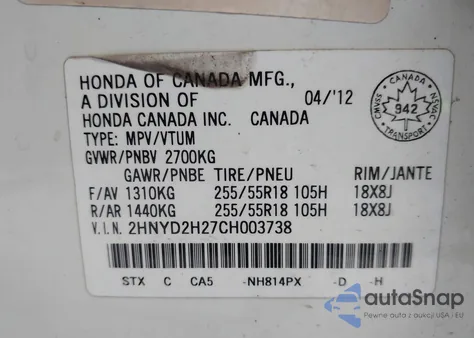 HONDA OF CANADA MFG.,
A DIVISION OF 04/'12
HONDA CANADA INC. CANADA
TYPE: MPV/VTUM
GVWR/PNBV 2700KG
GAWR/PNBE TIRE/PNEU RIM/JANTE
F/AV 1310KG 255/55R18 105H 18X8J
R/AR 1440KG 255/55R18 105H 18X8J
V.I.N. 2HNYD2H27CH003738
STX C CA5 -NH814PX -D -H
CANADA
CMVSS NSVAC
942
TRANSPORT
autoSnap
Auta prosto z aukcji USA - EU